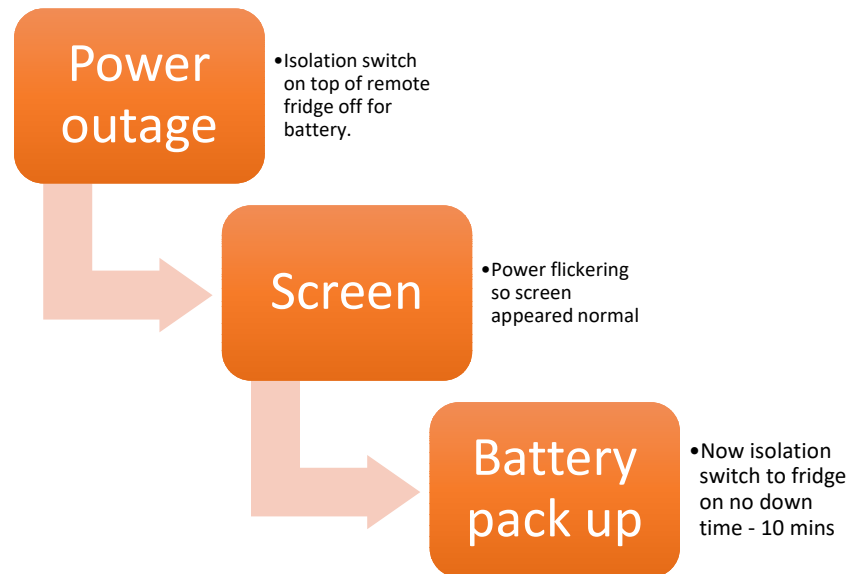 Power
outage
•Isolation switch
on top of remote
fridge off for
battery.
Screen
•Power flickering
so screen
appeared normal
Battery
pack up
•Now isolation
switch to fridge
on no down
time - 10 mins